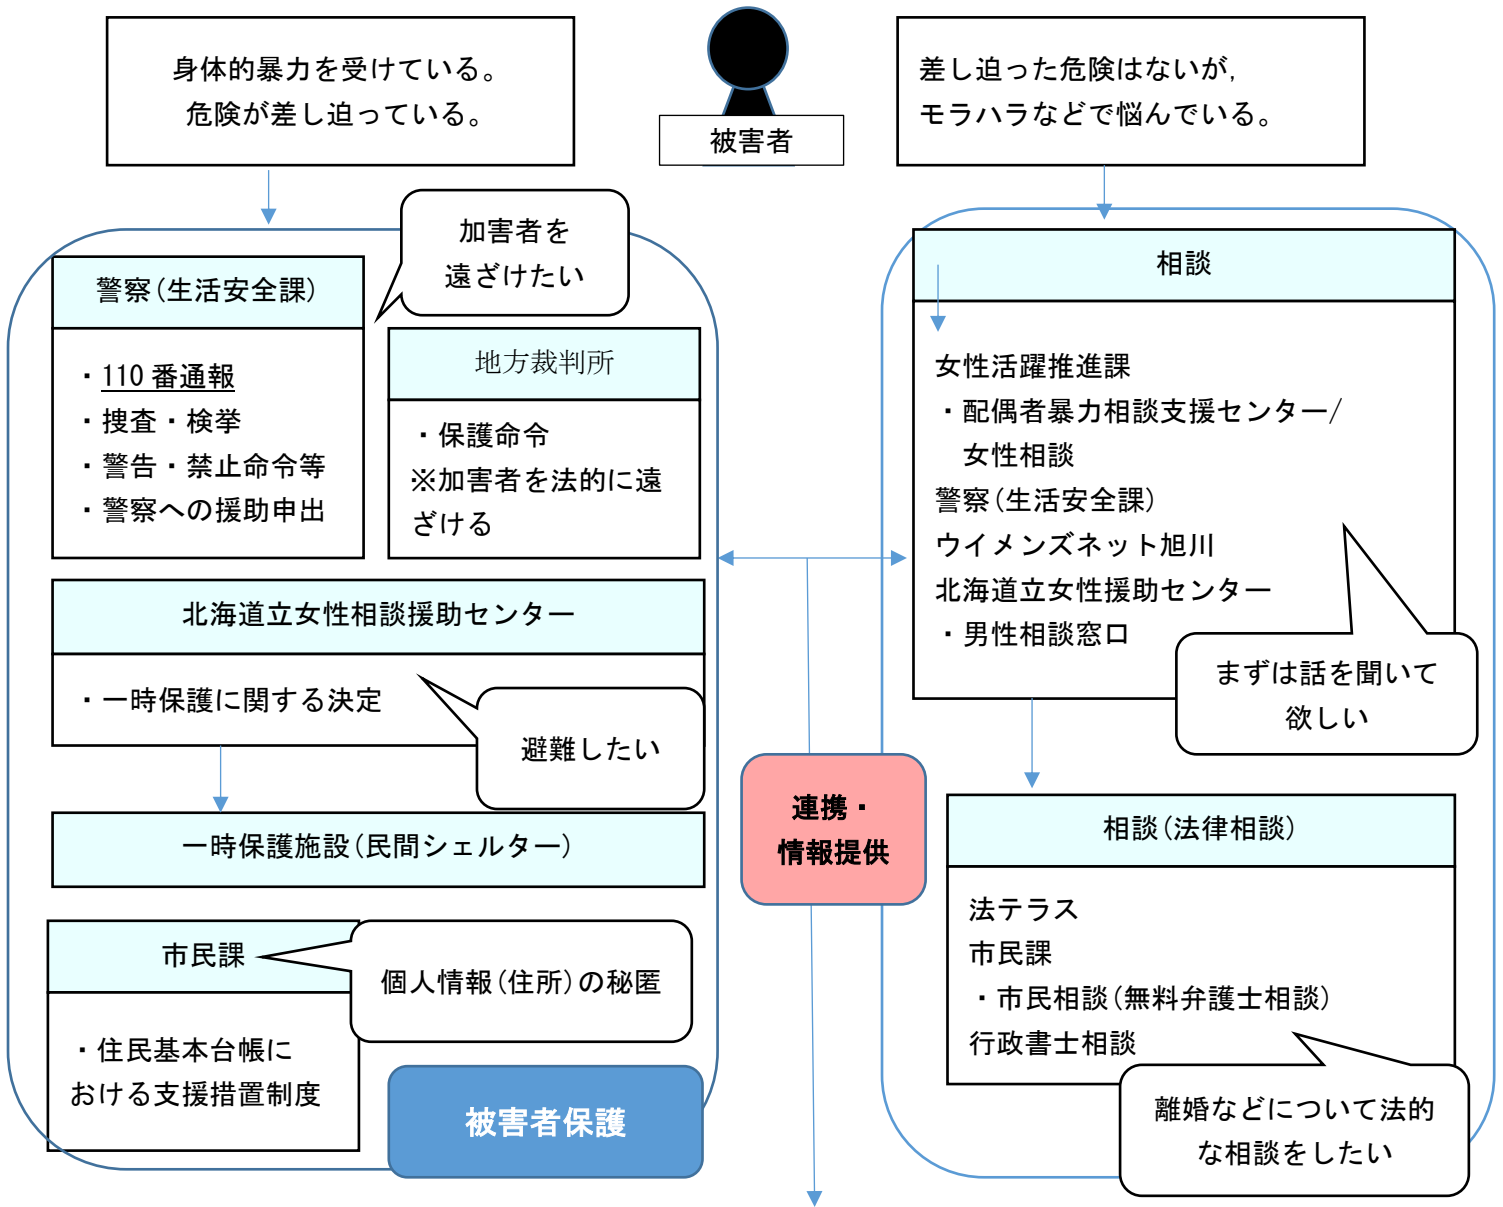 身体的暴力を受けている。
危険が差し迫っている。
被害者
差し迫った危険はないが,
モラハラなどで悩んでいる。
加害者を
遠ざけたい
警察(生活安全課)
・110番通報
・捜査・検挙
・警告・禁止命令等
・警察への援助申出
地方裁判所
・保護命令
※加害者を法的に遠
ざける
北海道立女性相談援助センター
・一時保護に関する決定
避難したい
一時保護施設(民間シェルター)
市民課
個人情報(住所)の秘匿
・住民基本台帳に
おける支援措置制度
被害者保護
連携・
情報提供
相談
女性活躍推進課
・配偶者暴力相談支援センター/
女性相談
警察(生活安全課)
ウイメンズネット旭川
北海道立女性援助センター
・男性相談窓口
まずは話を聞いて
欲しい
相談(法律相談)
法テラス
市民課
・市民相談(無料弁護士相談)
行政書士相談
離婚などについて法的
な相談をしたい